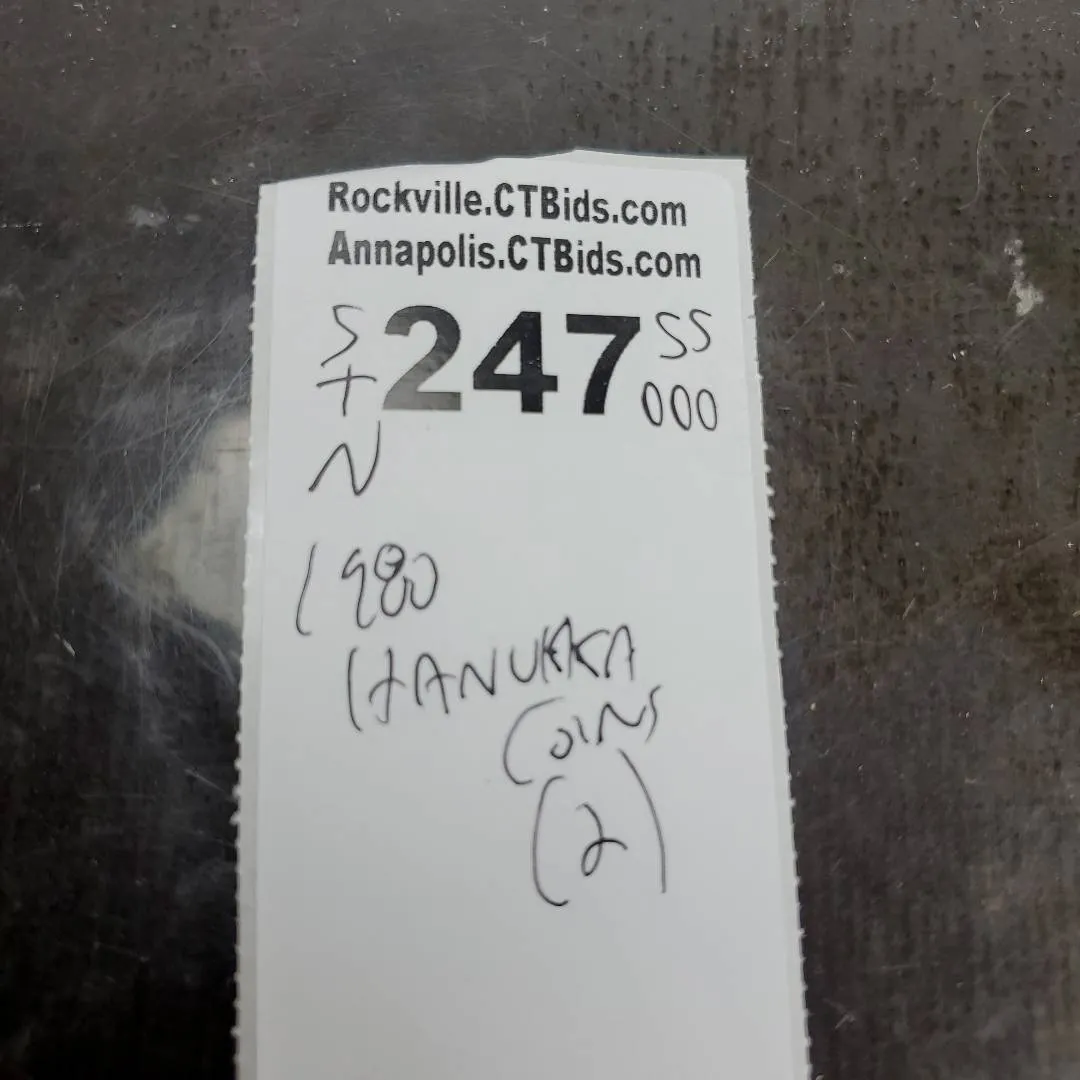 Rockville.CTBids.com
Annapolis.CTBids.com
S 247 SS
+ 000
N
1980
HANUKKA
COINS
(2)